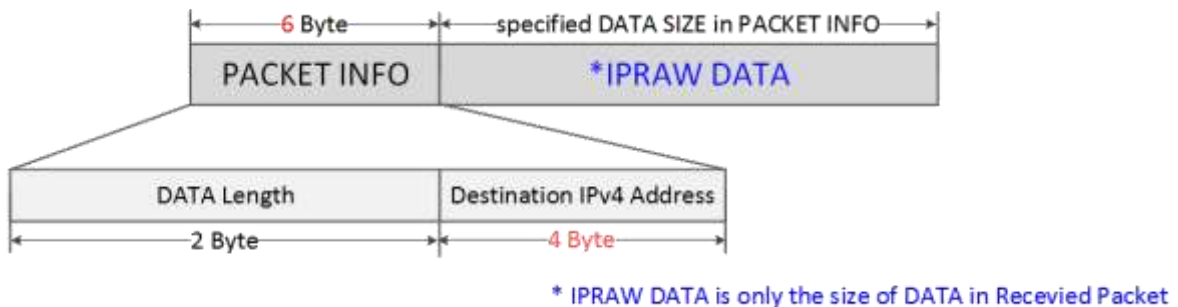 6 Byte specified DATA SIZE in PACKET INFO
PACKET INFO *IPRAW DATA
DATA Length Destination IPv4 Address
2 Byte 4 Byte
* IPRAW DATA is only the size of DATA in Recevied Packet